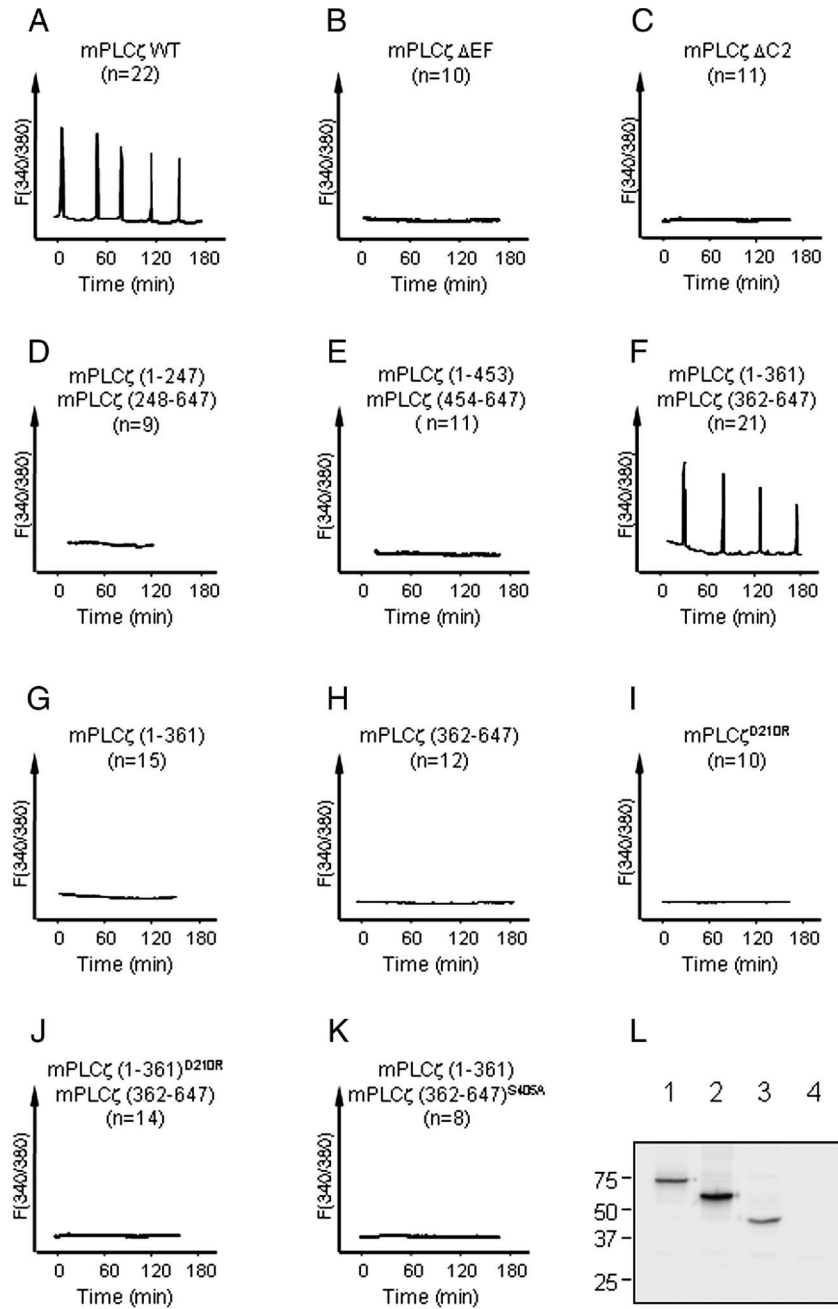 A
mPLCζ WT
(n=22)
F(340/380)
0 60 120 180
Time (min)
B
mPLCζ ΔEF
(n=10)
F(340/380)
0 60 120 180
Time (min)
C
mPLCζ ΔC2
(n=11)
F(340/380)
0 60 120 180
Time (min)
D
mPLCζ (1-247)
mPLCζ (248-647)
(n=9)
F(340/380)
0 60 120 180
Time (min)
E
mPLCζ (1-453)
mPLCζ (454-647)
( n=11)
F(340/380)
0 60 120 180
Time (min)
F
mPLCζ (1-361)
mPLCζ (362-647)
(n=21)
F(340/380)
0 60 120 180
Time (min)
G
mPLCζ (1-361)
(n=15)
F(340/380)
0 60 120 180
Time (min)
H
mPLCζ (362-647)
(n=12)
F(340/380)
0 60 120 180
Time (min)
I
mPLCζD210R
(n=10)
F(340/380)
0 60 120 180
Time (min)
J
mPLCζ (1-361)D210R
mPLCζ (362-647)
(n=14)
F(340/380)
0 60 120 180
Time (min)
K
mPLCζ (1-361)
mPLCζ (362-647)S405A
(n=8)
F(340/380)
0 60 120 180
Time (min)
L
1 2 3 4
75
50
37
25